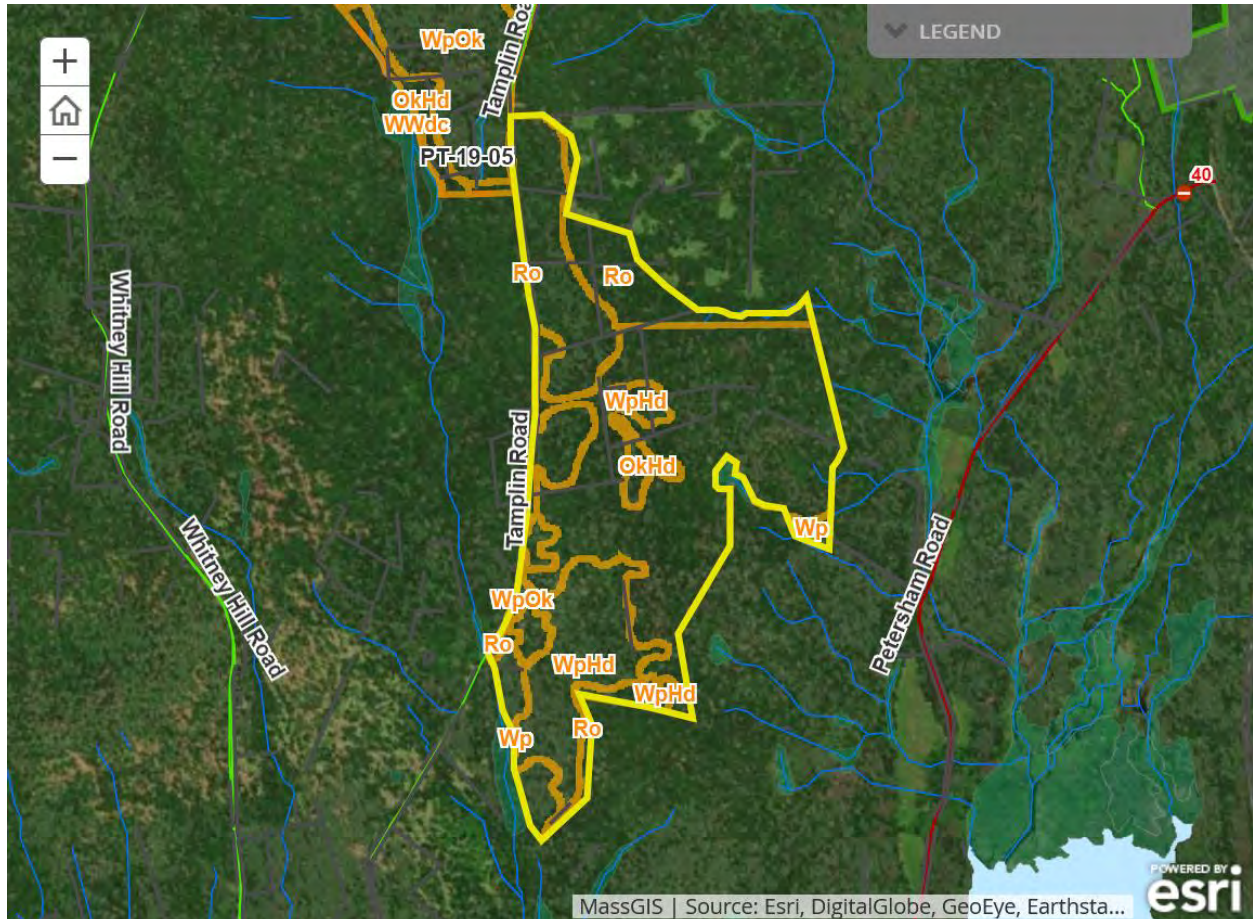 +
−
LEGEND
WpOk
Tamplin Road
OkHd
WWdc
PT-19-05
40
Ro
Ro
Whitney Hill Road
WpHd
Tamplin Road
OkHd
Wp
Whitney Hill Road
Petersham Road
WpOk
Ro
WpHd
WpHd
Ro
Wp
POWERED BY
esri
MassGIS | Source: Esri, DigitalGlobe, GeoEye, Earthsta...